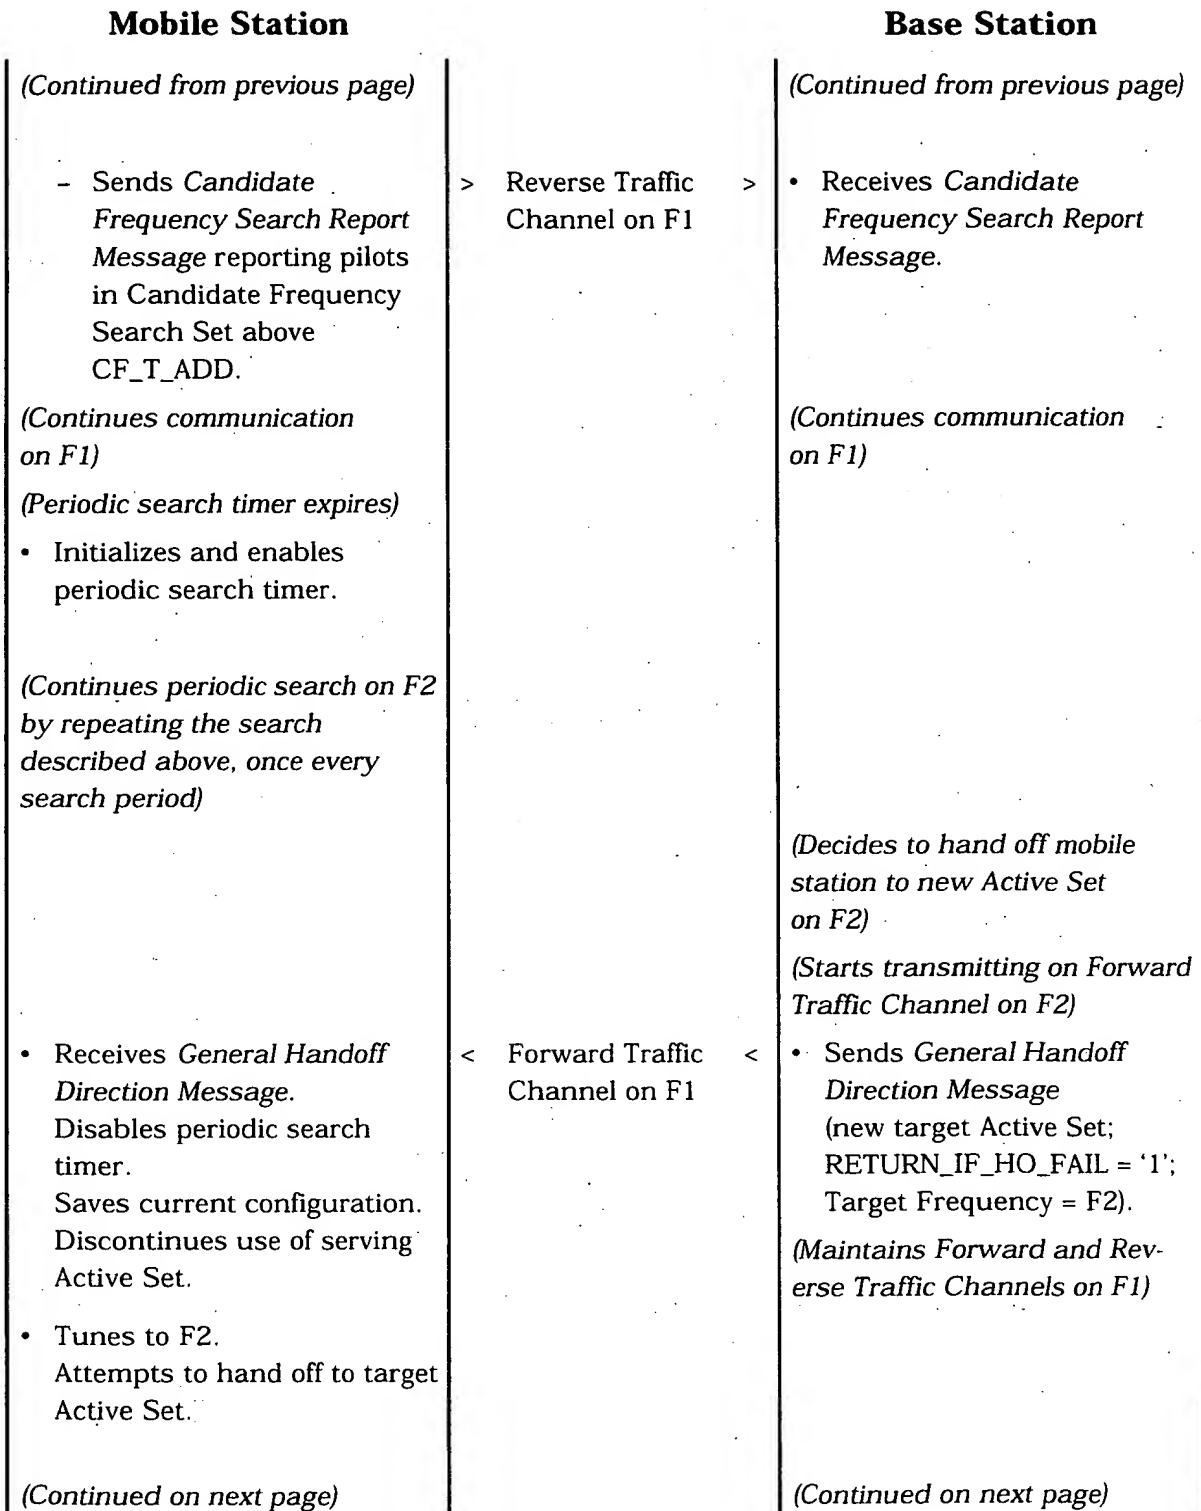 Mobile Station
Base Station
(Continued from previous page)
(Continued from previous page)
– Sends Candidate
Frequency Search Report
Message reporting pilots
in Candidate Frequency
Search Set above
CF_T_ADD.
> Reverse Traffic >
Channel on F1
• Receives Candidate
Frequency Search Report
Message.
(Continues communication
on F1)
(Continues communication
on F1)
(Periodic search timer expires)
• Initializes and enables
periodic search timer.
(Continues periodic search on F2
by repeating the search
described above, once every
search period)
(Decides to hand off mobile
station to new Active Set
on F2)
(Starts transmitting on Forward
Traffic Channel on F2)
• Receives General Handoff
Direction Message.
Disables periodic search
timer.
Saves current configuration.
Discontinues use of serving
Active Set.
< Forward Traffic <
Channel on F1
• Sends General Handoff
Direction Message
(new target Active Set;
RETURN_IF_HO_FAIL = ‘1’;
Target Frequency = F2).
(Maintains Forward and Rev-
erse Traffic Channels on F1)
• Tunes to F2.
Attempts to hand off to target
Active Set.
(Continued on next page)
(Continued on next page)